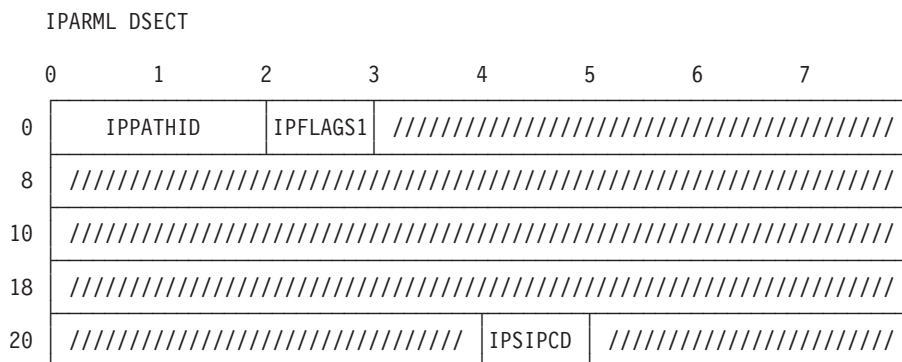 IPARML DSECT
0 1 2 3 4 5 6 7
0 IPPATHID IPFLAGS1 //////////////////////////////////////////
8 /////////////////////////////////////////////////////////////////////
10 /////////////////////////////////////////////////////////////////////
18 /////////////////////////////////////////////////////////////////////
20 ///////////////////////////////// IPSIPCD ////////////////////////